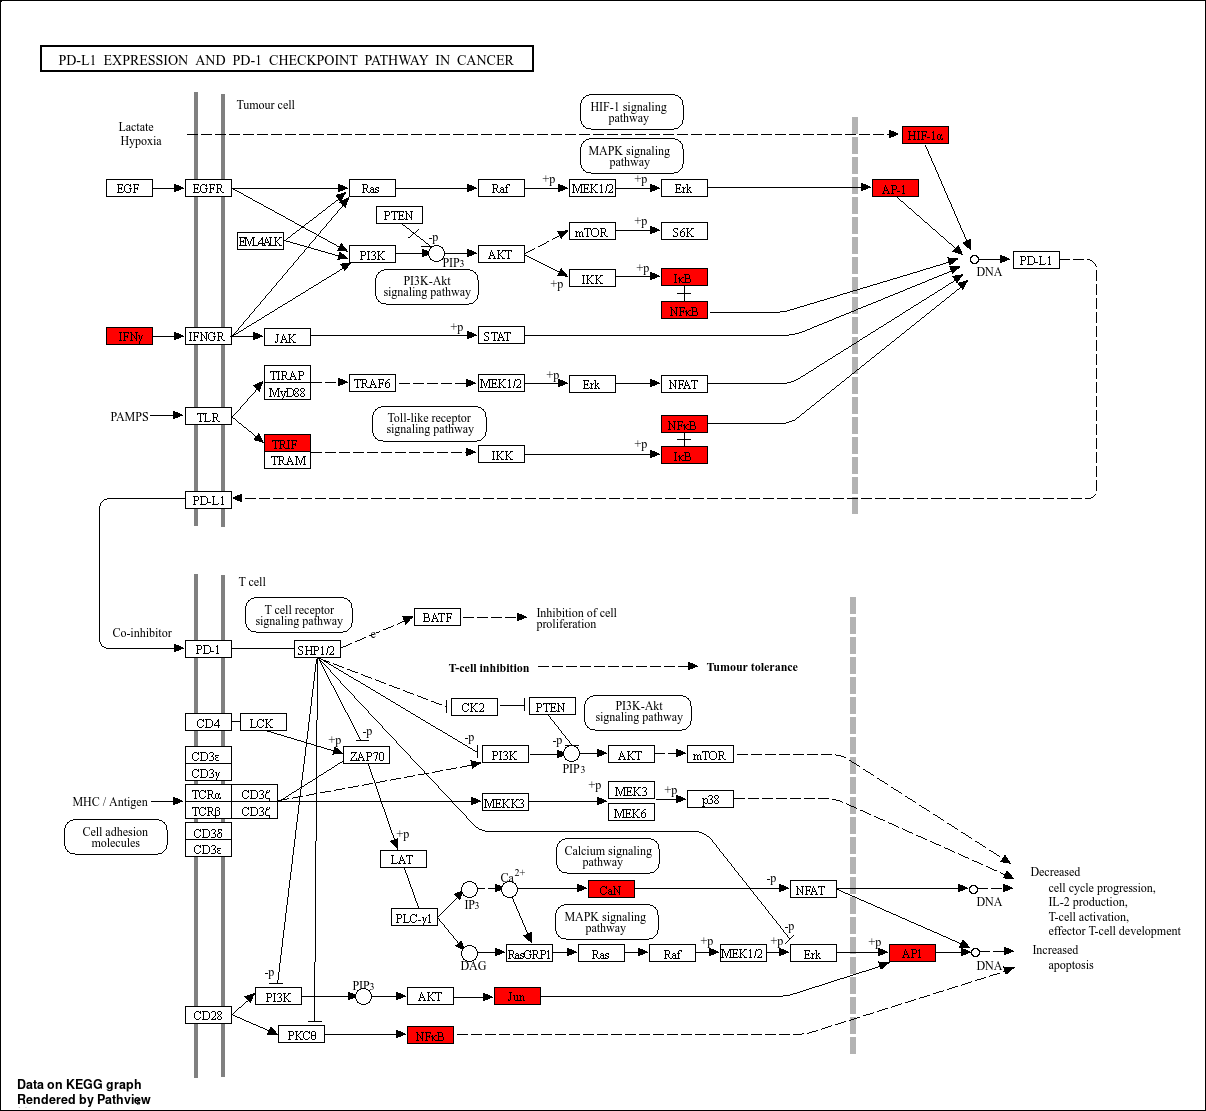 PD-L1 EXPRESSION AND PD-1 CHECKPOINT PATHWAY IN CANCER
Tumour cell
HIF-1 signaling
pathway
Lactate
Hypoxia
HIF-1α
MAPK signaling
pathway
EGF
EGFR
Ras
Raf
+p
MEK1/2
+p
Erk
AP-1
PTEN
EML4ALK
-p
mTOR
+p
S6K
PI3K
PIP3
AKT
DNA
PD-L1
PI3K-Akt
signaling pathway
+p
IKK
+p
IκB
NFκB
IFNγ
IFNGR
JAK
+p
STAT
TIRAP
MyD88
TRAF6
MEK1/2
+p
Erk
NFAT
PAMPS
TLR
Toll-like receptor
signaling pathway
NFκB
TRIF
TRAM
IKK
+p
IκB
PD-L1
T cell
T cell receptor
signaling pathway
BATF
Inhibition of cell
proliferation
Co-inhibitor
e
PD-1
SHP1/2
T-cell inhibition
Tumour tolerance
CK2
PTEN
PI3K-Akt
signaling pathway
CD4
LCK
+p
-p
-p
-p
ZAP70
PI3K
PIP3
AKT
mTOR
CD3ε
CD3γ
TCRα
CD3ζ
MHC / Antigen
TCRβ
CD3ζ
MEKK3
+p
MEK3
MEK6
+p
p38
Cell adhesion
molecules
CD3δ
CD3ε
+p
LAT
Calcium signaling
pathway
Decreased
cell cycle progression,
IL-2 production,
T-cell activation,
effector T-cell development
Ca2+
IP3
CaN
-p
NFAT
DNA
PLC-γ1
MAPK signaling
pathway
-p
DAG
RasGRP1
Ras
Raf
+p
MEK1/2
+p
Erk
+p
AP1
DNA
Increased
apoptosis
-p
PI3K
PIP3
AKT
Jun
CD28
PKCθ
NFκB
Data on KEGG graph
Rendered by Pathview